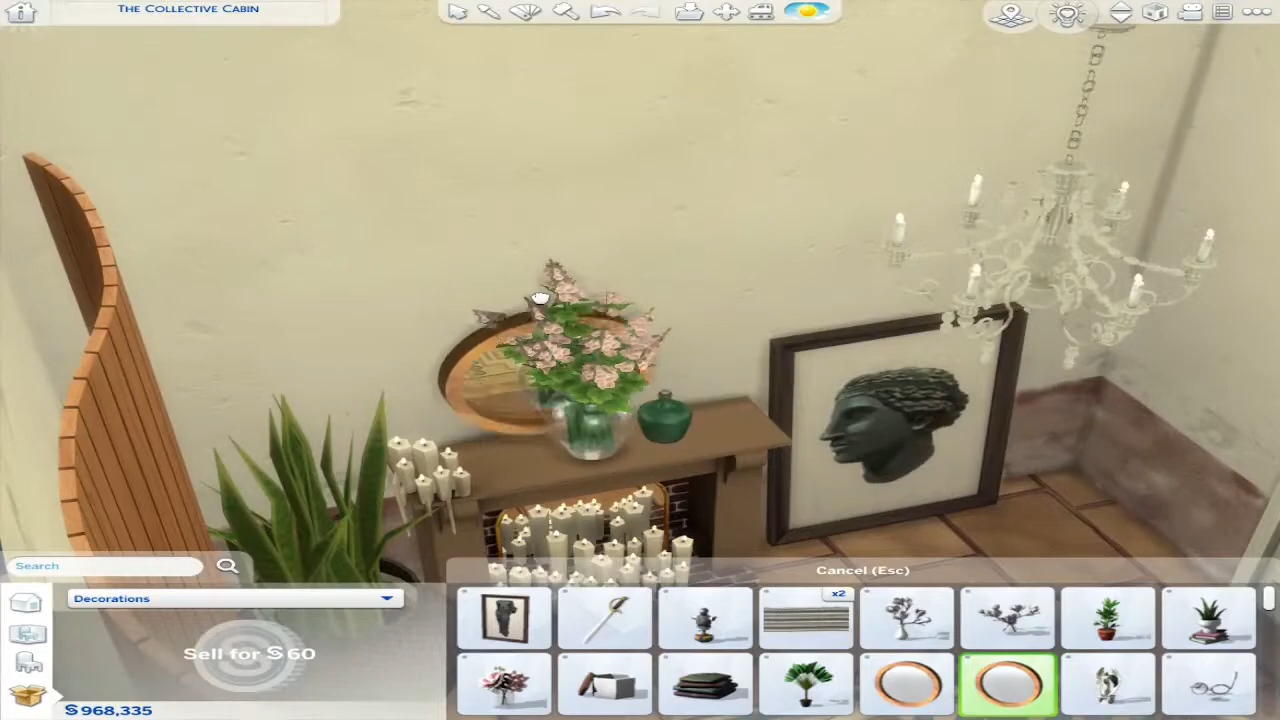 THE COLLECTIVE CABIN
Cancel (Esc)
Search
Decorations
x2
Sell for §60
§968,335